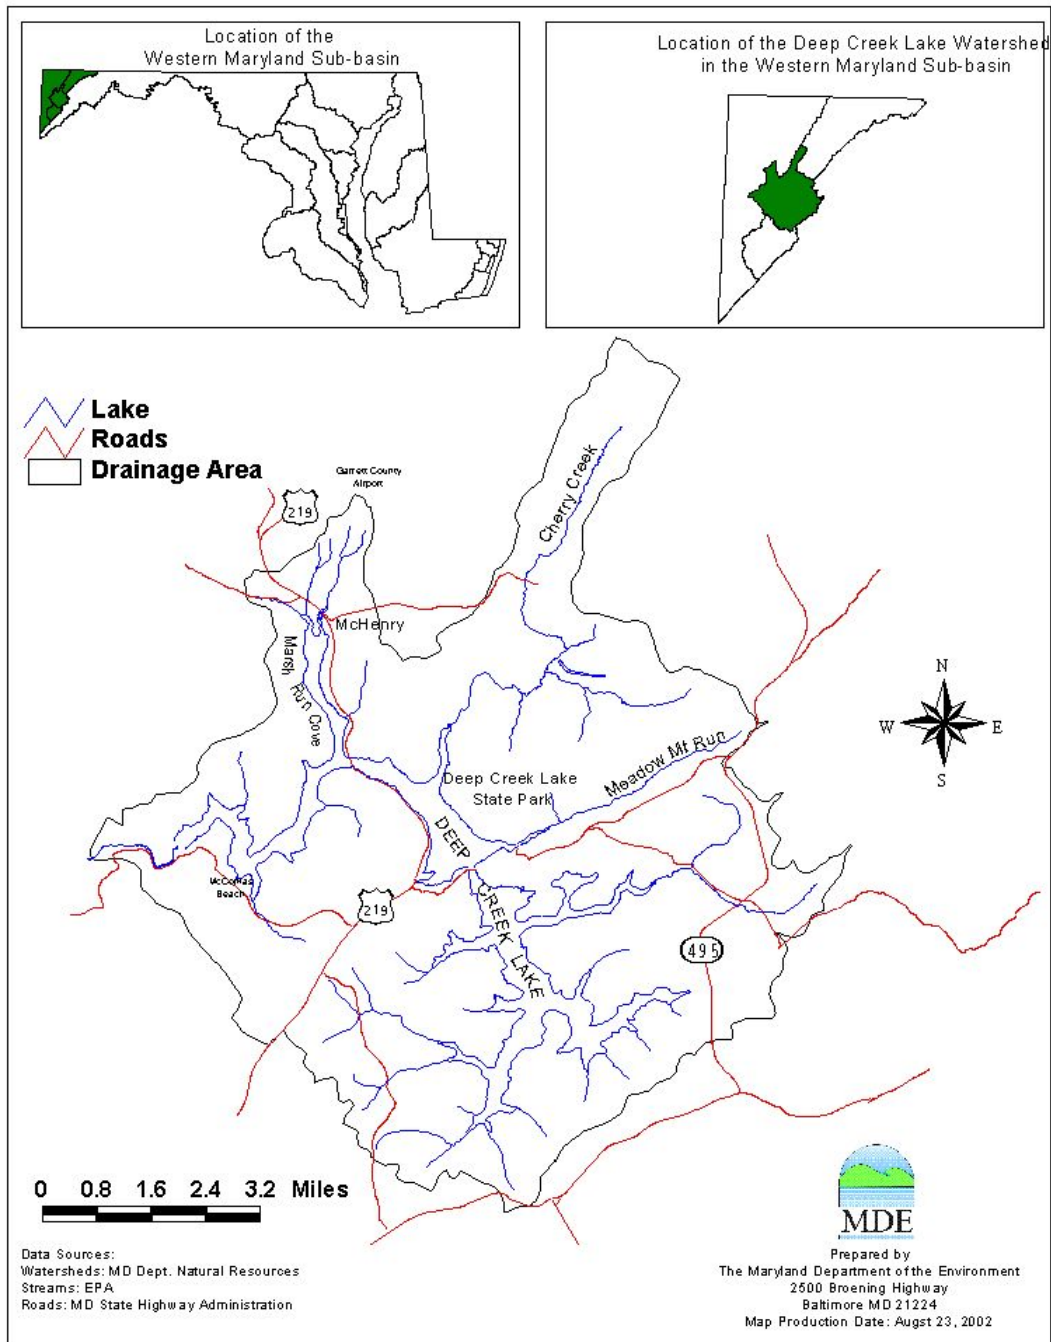 Location of the
Western Maryland Sub-basin
Location of the Deep Creek Lake Watershed
in the Western Maryland Sub-basin
Lake
Roads
Drainage Area
Garrett County
Airport
219
Cherry Creek
McHenry
Marsh Run Cove
N
W
E
S
Meadow Mt Run
Deep Creek Lake
State Park
DEEP CREEK LAKE
McComas
Beach
219
495
0 0.8 1.6 2.4 3.2 Miles
MDE
Data Sources:
Watersheds: MD Dept. Natural Resources
Streams: EPA
Roads: MD State Highway Administration
Prepared by
The Maryland Department of the Environment
2500 Broening Highway
Baltimore MD 21224
Map Production Date: Augst 23, 2002